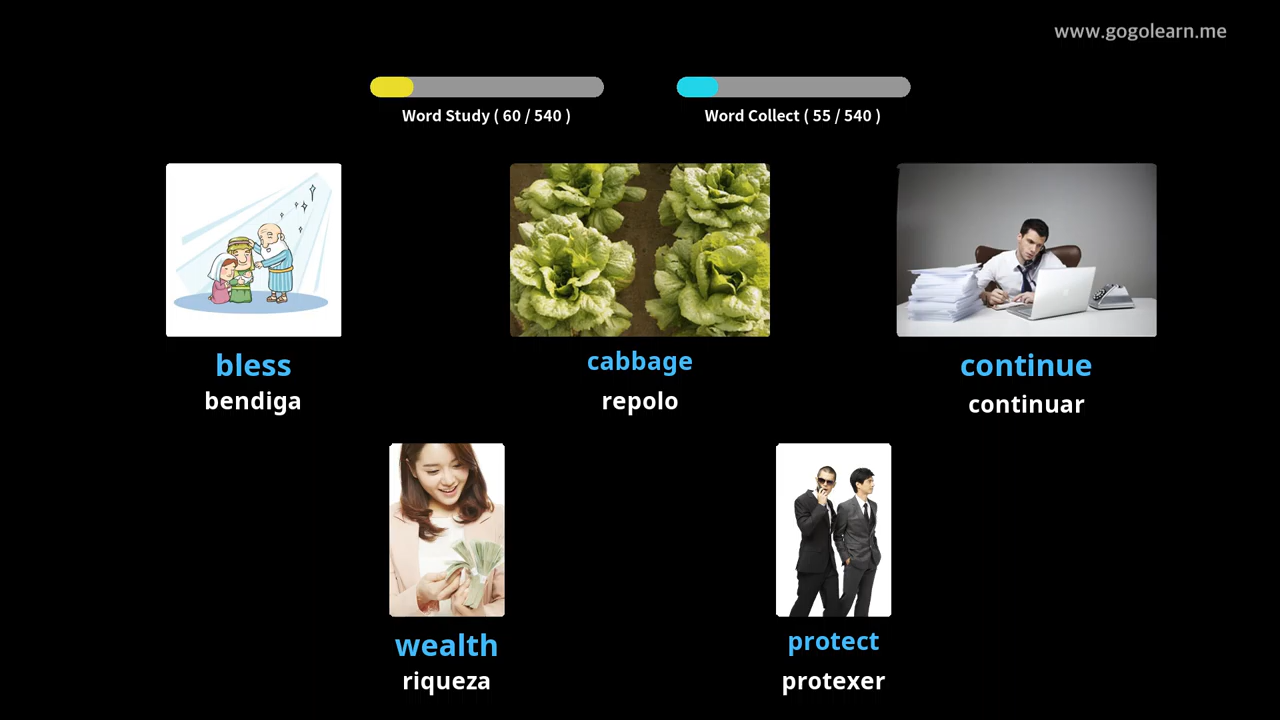 www.gogolearn.me
Word Study ( 60 / 540 )
Word Collect ( 55 / 540 )
bless
bendiga
cabbage
repolo
continue
continuar
wealth
riqueza
protect
protexer